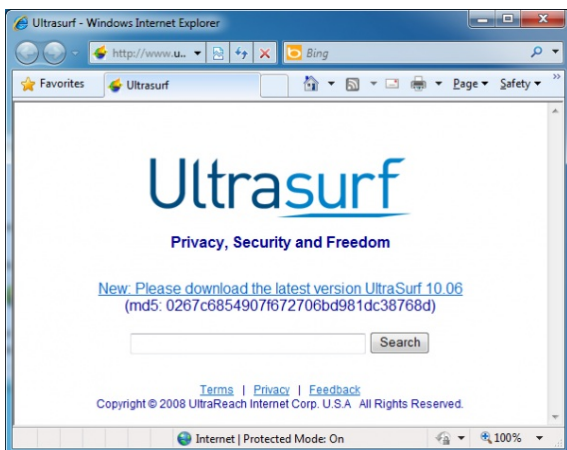 Ultrasurf - Windows Internet Explorer
http://www.u..
Bing
Favorites
Ultrasurf
Page
Safety
»
Ultrasurf
Privacy, Security and Freedom
New: Please download the latest version UltraSurf 10.06
(md5: 0267c6854907f672706bd981dc38768d)
Search
Terms | Privacy | Feedback
Copyright © 2008 UltraReach Internet Corp. U.S.A All Rights Reserved.
Internet | Protected Mode: On
100%